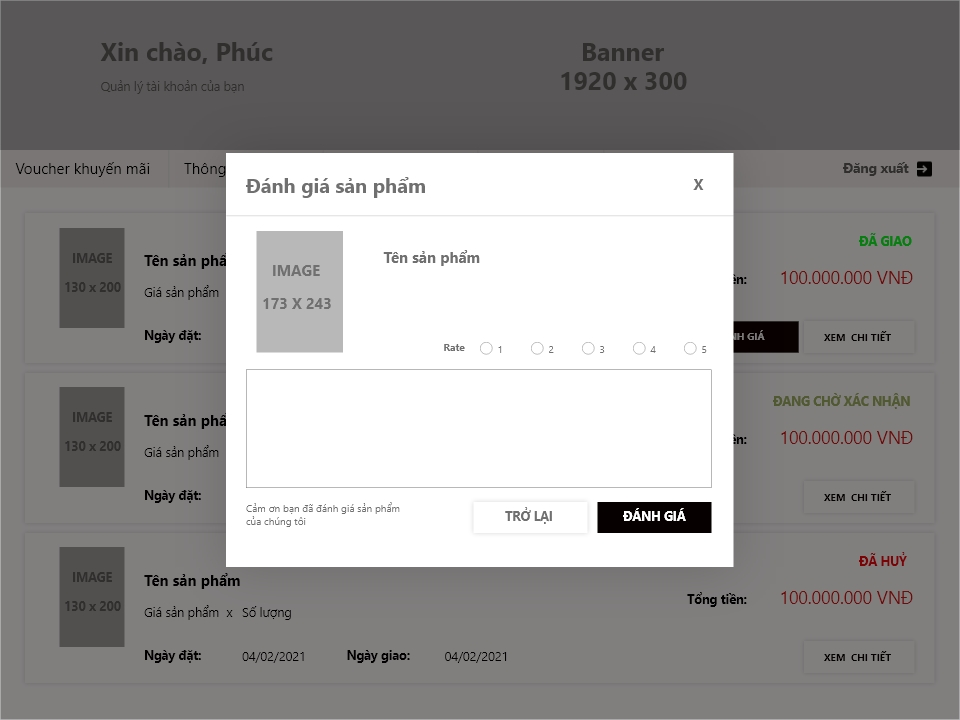 Xin chào, Phúc
Quản lý tài khoản của bạn
Banner
1920 x 300
Voucher khuyến mãi
Thông
Đăng xuất
Đánh giá sản phẩm
X
IMAGE
173 X 243
Tên sản phẩm
Rate
1
2
3
4
5
Cảm ơn bạn đã đánh giá sản phẩm
của chúng tôi
TRỞ LẠI
ĐÁNH GIÁ
IMAGE
130 x 200
Tên sản phẩ
Giá sản phẩm
Ngày đặt:
ĐÃ GIAO
ền:
100.000.000 VNĐ
NH GIÁ
XEM CHI TIẾT
IMAGE
130 x 200
Tên sản phẩ
Giá sản phẩm
Ngày đặt:
ĐANG CHỜ XÁC NHẬN
ền:
100.000.000 VNĐ
XEM CHI TIẾT
IMAGE
130 x 200
Tên sản phẩm
Giá sản phẩm x Số lượng
Ngày đặt: 04/02/2021 Ngày giao: 04/02/2021
ĐÃ HUỶ
Tổng tiền: 100.000.000 VNĐ
XEM CHI TIẾT